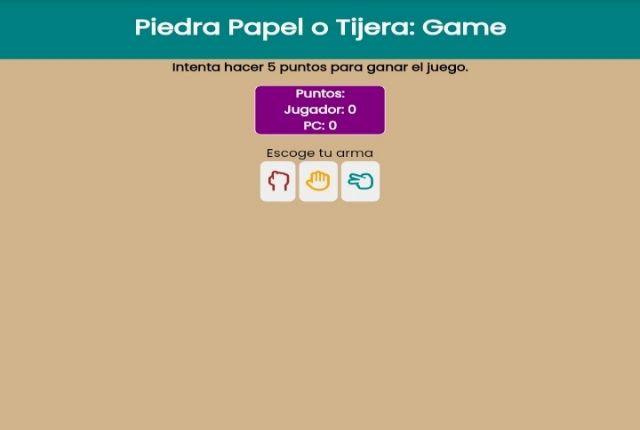 Piedra Papel o Tijera: Game
Intenta hacer 5 puntos para ganar el juego.
Puntos:
Jugador: 0
PC: 0
Escoge tu arma